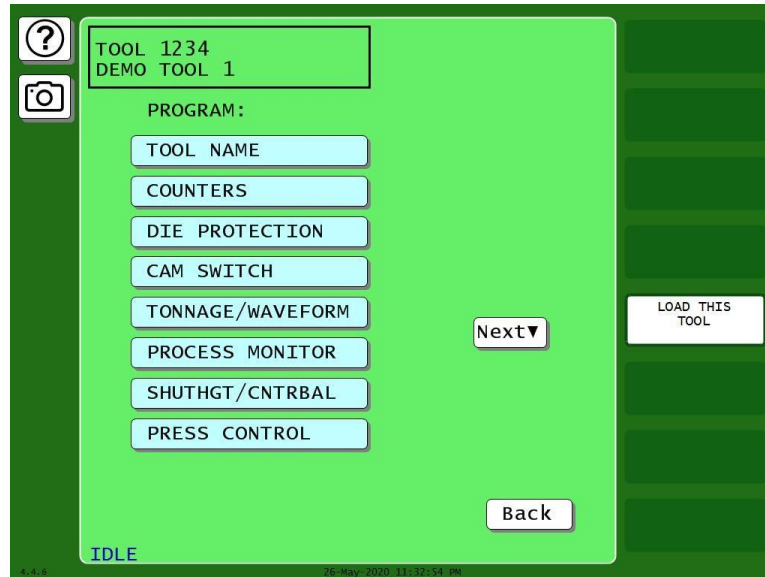 TOOL 1234
DEMO TOOL 1
PROGRAM:
TOOL NAME
COUNTERS
DIE PROTECTION
CAM SWITCH
TONNAGE/WAVEFORM
PROCESS MONITOR
SHUTHGT/CNTRBAL
PRESS CONTROL
Next▼
LOAD THIS
TOOL
Back
IDLE
4.4.6
26-May-2020 11:32:54 PM